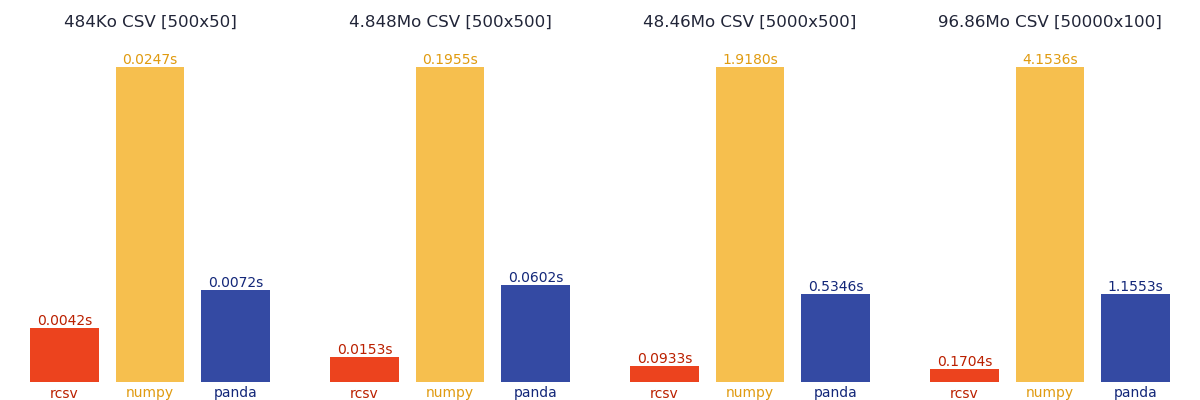 484Ko CSV [500x50]
0.0042s
0.0247s
0.0072s
rcsv
numpy
panda
4.848Mo CSV [500x500]
0.0153s
0.1955s
0.0602s
rcsv
numpy
panda
48.46Mo CSV [5000x500]
0.0933s
1.9180s
0.5346s
rcsv
numpy
panda
96.86Mo CSV [50000x100]
0.1704s
4.1536s
1.1553s
rcsv
numpy
panda